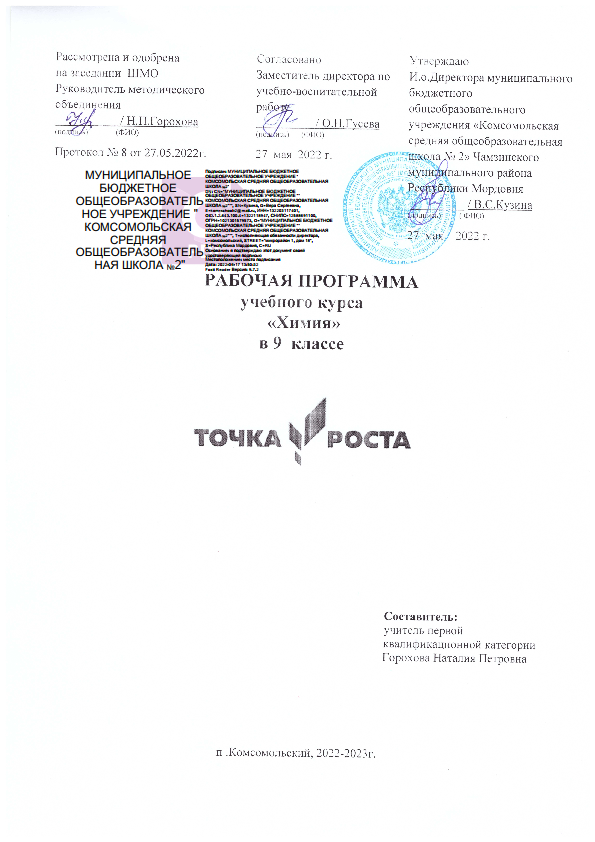 Рассмотрена и одобрена
на заседании ШМО
Руководитель методического
объединения
/ Н.П.Горохова
(подпись) (ФИО)
Протокол № 8 от 27.05.2022г.
Согласовано
Заместитель директора по
учебно-воспитательной
работе
/ О.П.Гусева
(подпись) (ФИО)
27 мая 2022 г.
Утверждаю
И.о.Директора муниципального
бюджетного
общеобразовательного
учреждения «Комсомольская
средняя общеобразовательная
школа № 2» Чамзинского
муниципального района
Республики Мордовия
/ В.С.Кузина
(подпись) (ФИО)
27 мая 2022 г.
МУНИЦИПАЛЬНОЕ
БЮДЖЕТНОЕ
ОБЩЕОБРАЗОВАТЕЛЬ
НОЕ УЧРЕЖДЕНИЕ "
КОМСОМОЛЬСКАЯ
СРЕДНЯЯ
ОБЩЕОБРАЗОВАТЕЛЬ
НАЯ ШКОЛА №2"
Подписан: МУНИЦИПАЛЬНОЕ БЮДЖЕТНОЕ
ОБЩЕОБРАЗОВАТЕЛЬНОЕ УЧРЕЖДЕНИЕ "
КОМСОМОЛЬСКАЯ СРЕДНЯЯ ОБЩЕОБРАЗОВАТЕЛЬНАЯ
ШКОЛА №2"
РАБОЧАЯ ПРОГРАММА
учебного курса
«Химия»
в 9 классе
ТОЧКА РОСТА
Составитель:
учитель первой
квалификационной категории
Горохова Наталия Петровна
п .Комсомольский, 2022-2023г.